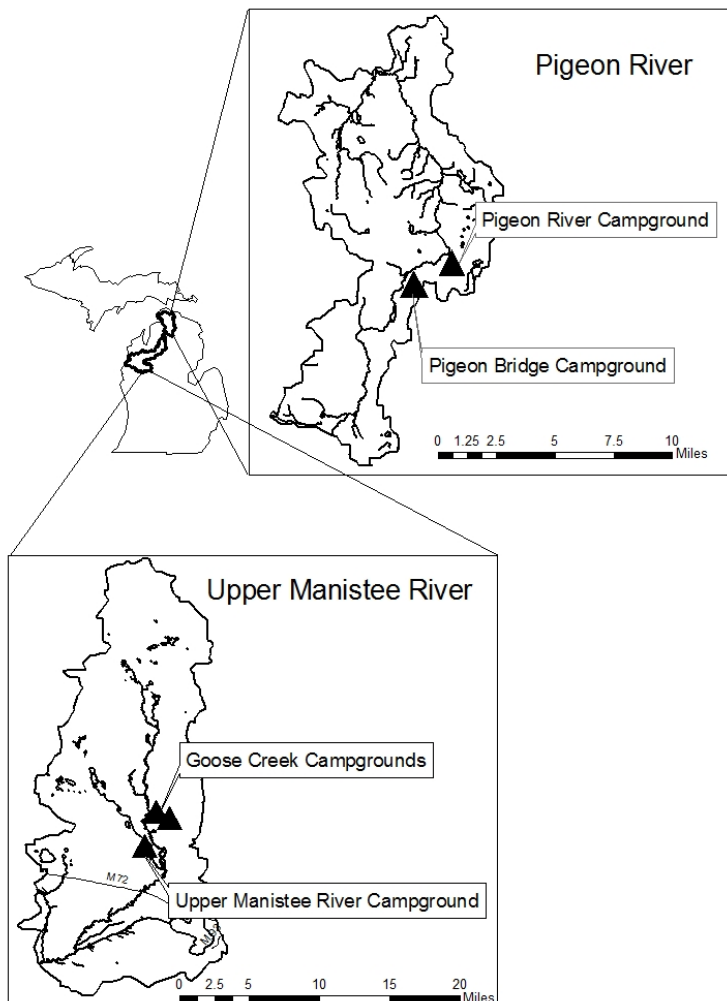 Pigeon River
Pigeon River Campground
Pigeon Bridge Campground
0 1.25 2.5 5 7.5 10
Miles
Upper Manistee River
Goose Creek Campgrounds
M 72
Upper Manistee River Campground
0 2.5 5 10 15 20
Miles